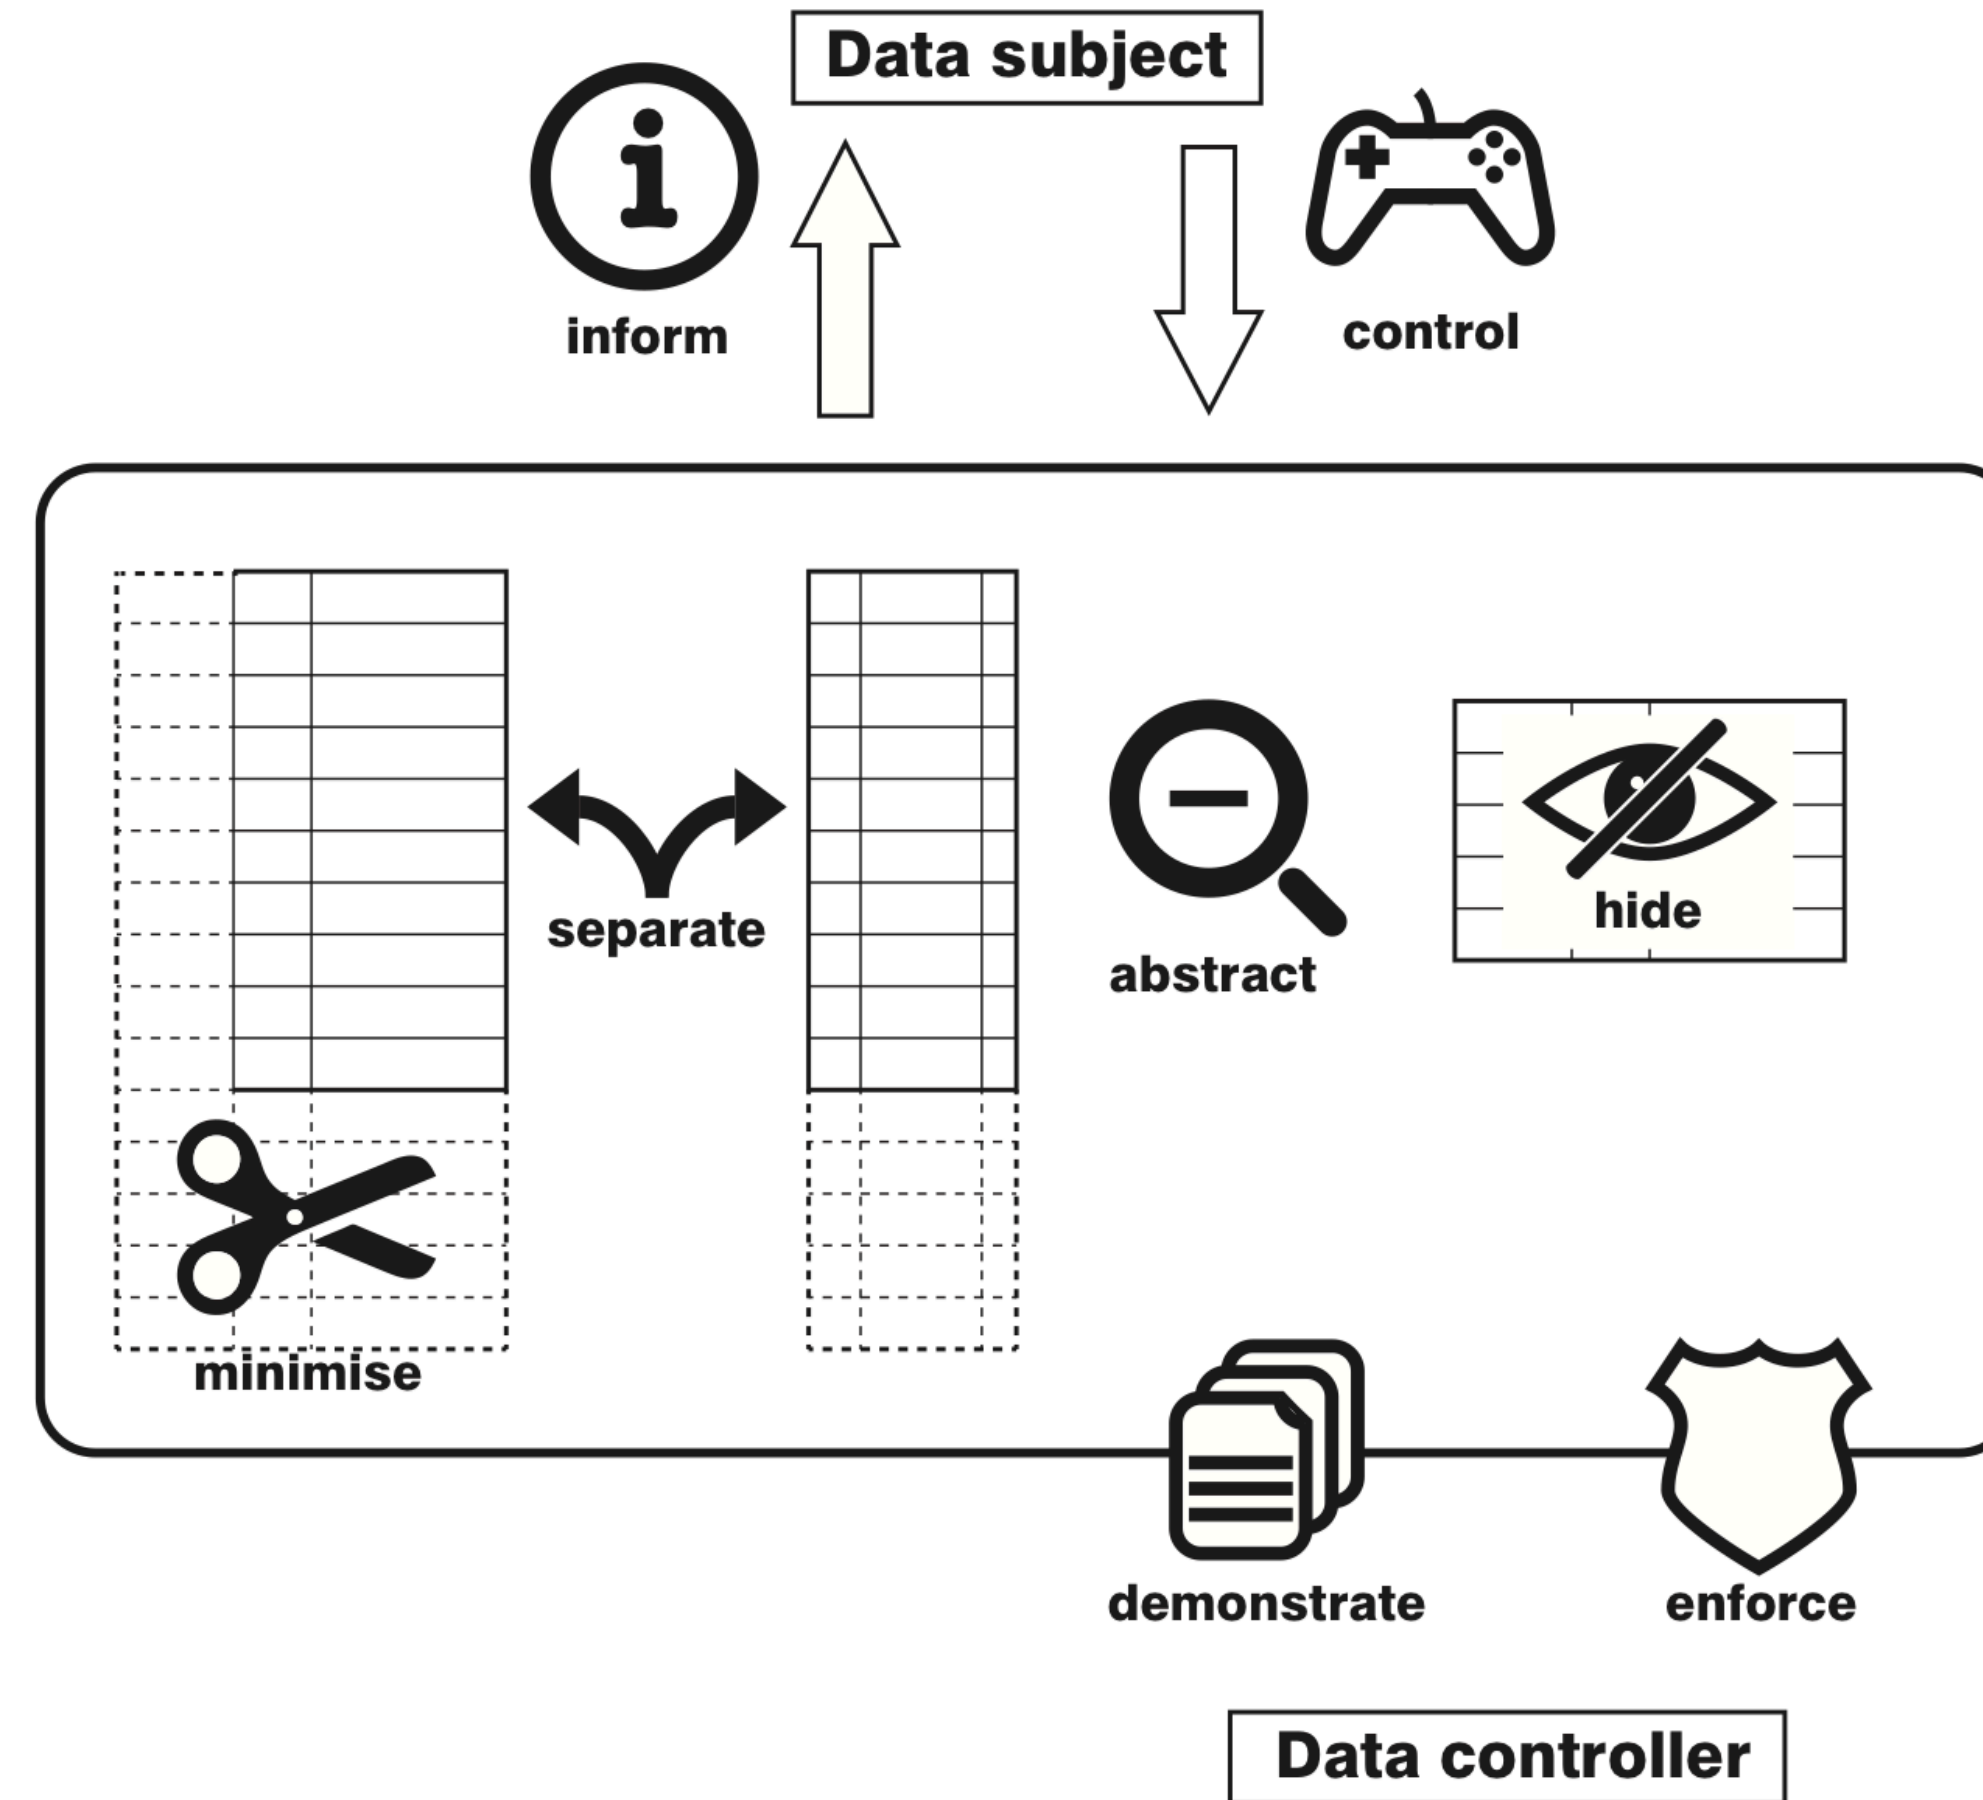 Data subject
inform
control
separate
abstract
hide
minimise
demonstrate
enforce
Data controller